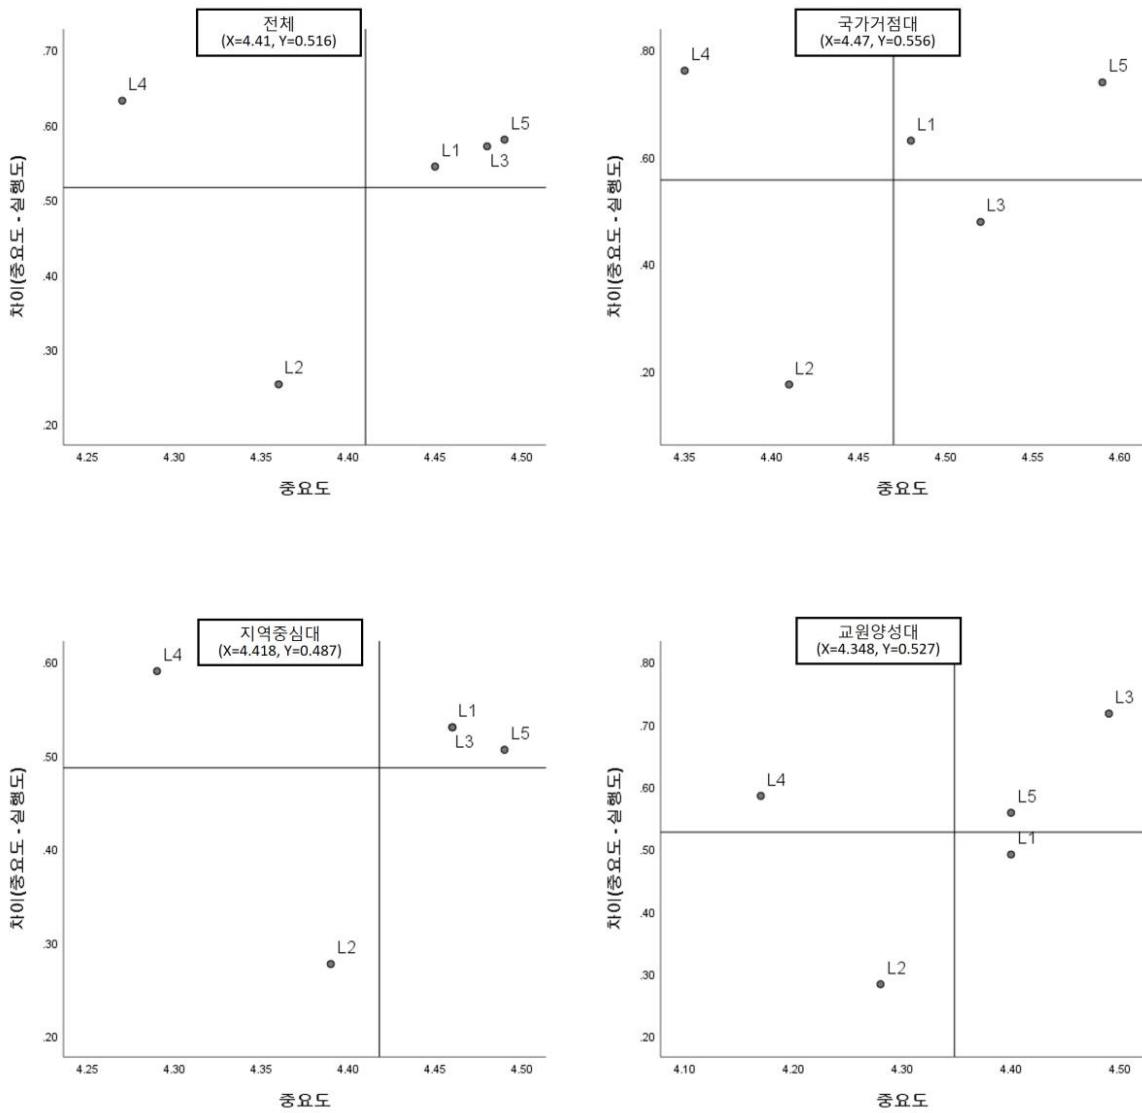 전체
(X=4.41, Y=0.516)
.70
.60
.50
.40
.30
.20
차이(중요도 - 실행도)
L4
L5
L1
L3
L2
4.25 4.30 4.35 4.40 4.45 4.50
중요도
국가거점대
(X=4.47, Y=0.556)
.80
.60
.40
.20
차이(중요도 - 실행도)
L4
L5
L1
L3
L2
4.35 4.40 4.45 4.50 4.55 4.60
중요도
지역중심대
(X=4.418, Y=0.487)
.60
.50
.40
.30
.20
차이(중요도 - 실행도)
L4
L1
L3
L5
L2
4.25 4.30 4.35 4.40 4.45 4.50
중요도
교원양성대
(X=4.348, Y=0.527)
.80
.70
.60
.50
.40
.30
.20
차이(중요도 - 실행도)
L3
L4
L5
L1
L2
4.10 4.20 4.30 4.40 4.50
중요도